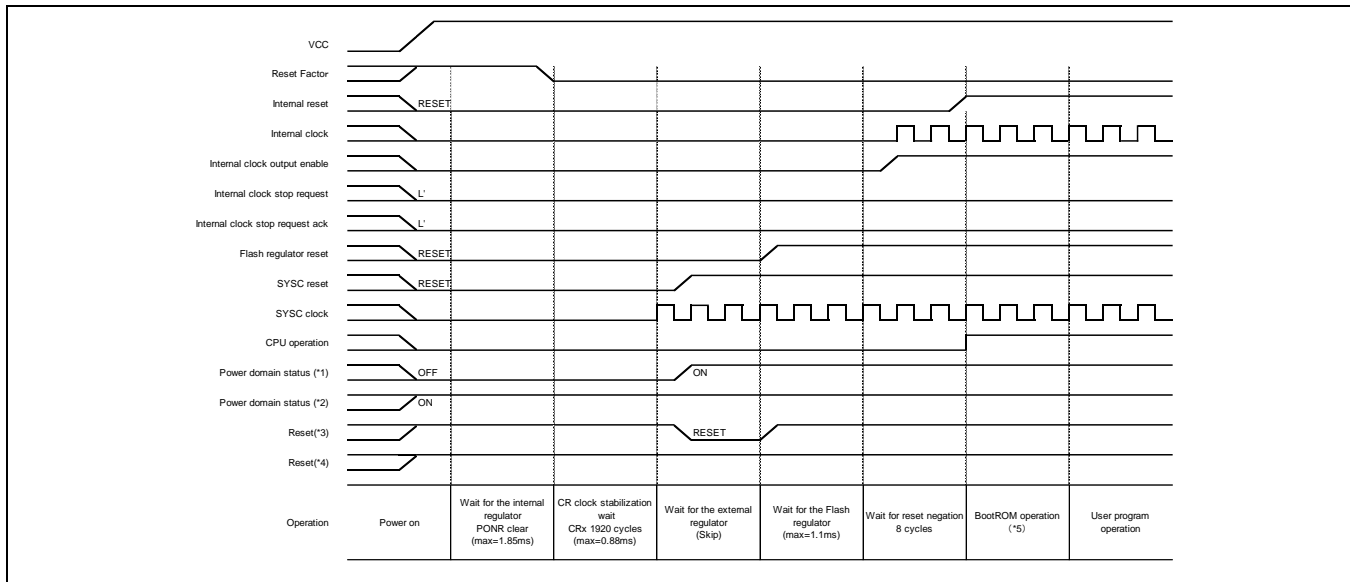 VCC
Reset Factor
Internal reset
RESET
Internal clock
Internal clock output enable
Internal clock stop request
L'
Internal clock stop request ack
L'
Flash regulator reset
RESET
SYSC reset
RESET
SYSC clock
CPU operation
Power domain status (*1)
OFF
ON
Power domain status (*2)
ON
Reset(*3)
RESET
Reset(*4)
Operation
Power on
Wait for the internal
regulator
PONR clear
(max=1.85ms)
CR clock stabilization
wait
CRx 1920 cycles
(max=0.88ms)
Wait for the external
regulator
(Skip)
Wait for the Flash
regulator
(max=1.1ms)
Wait for reset negation
8 cycles
BootROM operation
(*5)
User program
operation